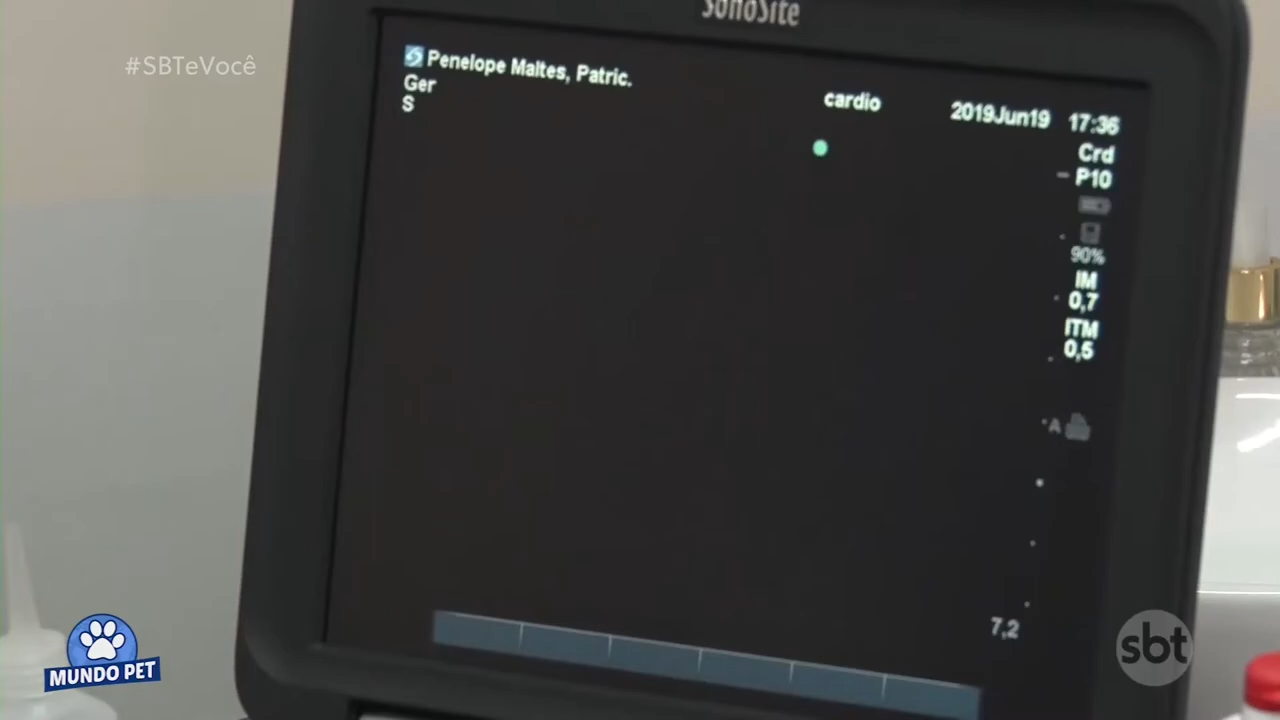 SonoSite
#SBTeVocê
Penelope Maltes, Patric.
Ger
S
cardio
2019Jun19 17:36
Crd
P10
90%
IM
0,7
ITM
0,5
A
7,2
MUNDO PET
sbt